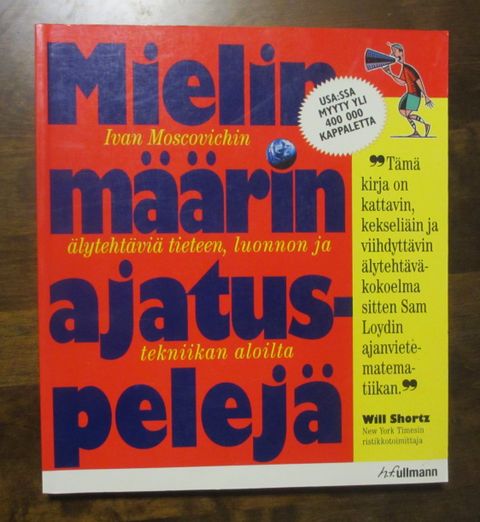 Mielin
Ivan Moscovichin
määrin
älytehtäviä tieteen, luonnon ja
ajatus-
tekniikan aloilta
pelejä
USA:SSA
MYYTY YLI
400 000
KAPPALETTA
”Tämä
kirja on
kattavin,
kekseliäin ja
viihdyttävin
älytehtävä-
kokoelma
sitten Sam
Loydin
ajanviete-
matema-
tiikan.”
Will Shortz
New York Timesin
ristikkotoimittaja
h.f.ullmann